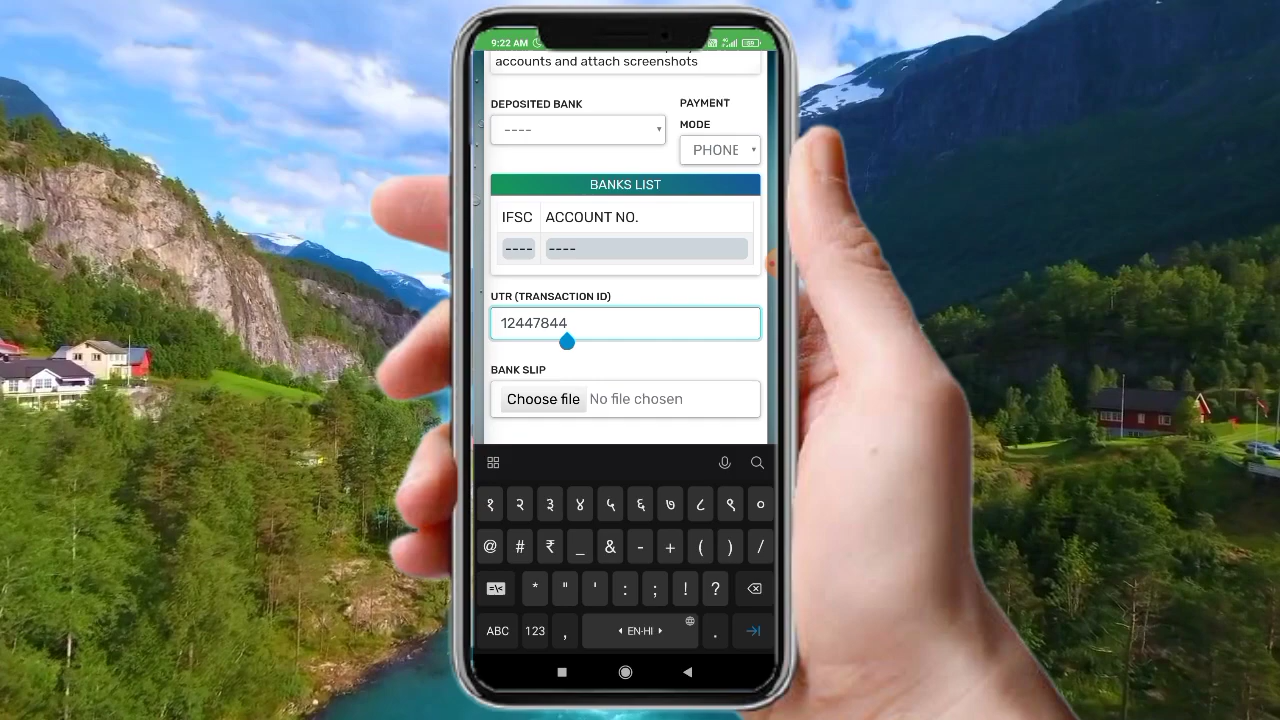 9:22 AM
accounts and attach screenshots
DEPOSITED BANK
----
PAYMENT
MODE
PHONE
BANKS LIST
IFSC ACCOUNT NO.
---- ----
UTR (TRANSACTION ID)
12447844
BANK SLIP
Choose file No file chosen
१ २ ३ ४ ५ ६ ७ ८ ९ ०
@ # ₹ _ & - + ( ) /
=\< * " ' : ; ! ?
ABC 123 , EN-HI .